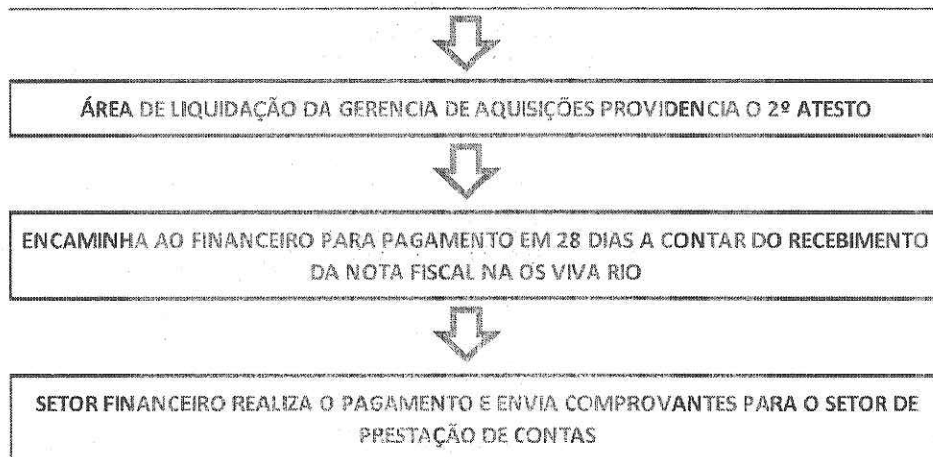 ÁREA DE LIQUIDAÇÃO DA GERENCIA DE AQUISIÇÕES PROVIDENCIA O 2º ATESTO
ENCAMINHA AO FINANCEIRO PARA PAGAMENTO EM 28 DIAS A CONTAR DO RECEBIMENTO
DA NOTA FISCAL NA OS VIVA RIO
SETOR FINANCEIRO REALIZA O PAGAMENTO E ENVIA COMPROVANTES PARA O SETOR DE
PRESTAÇÃO DE CONTAS